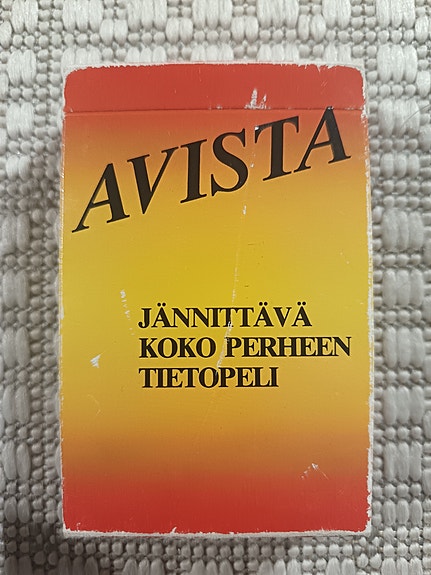 AVISTA
JÄNNITTÄVÄ
KOKO PERHEEN
TIETOPELI